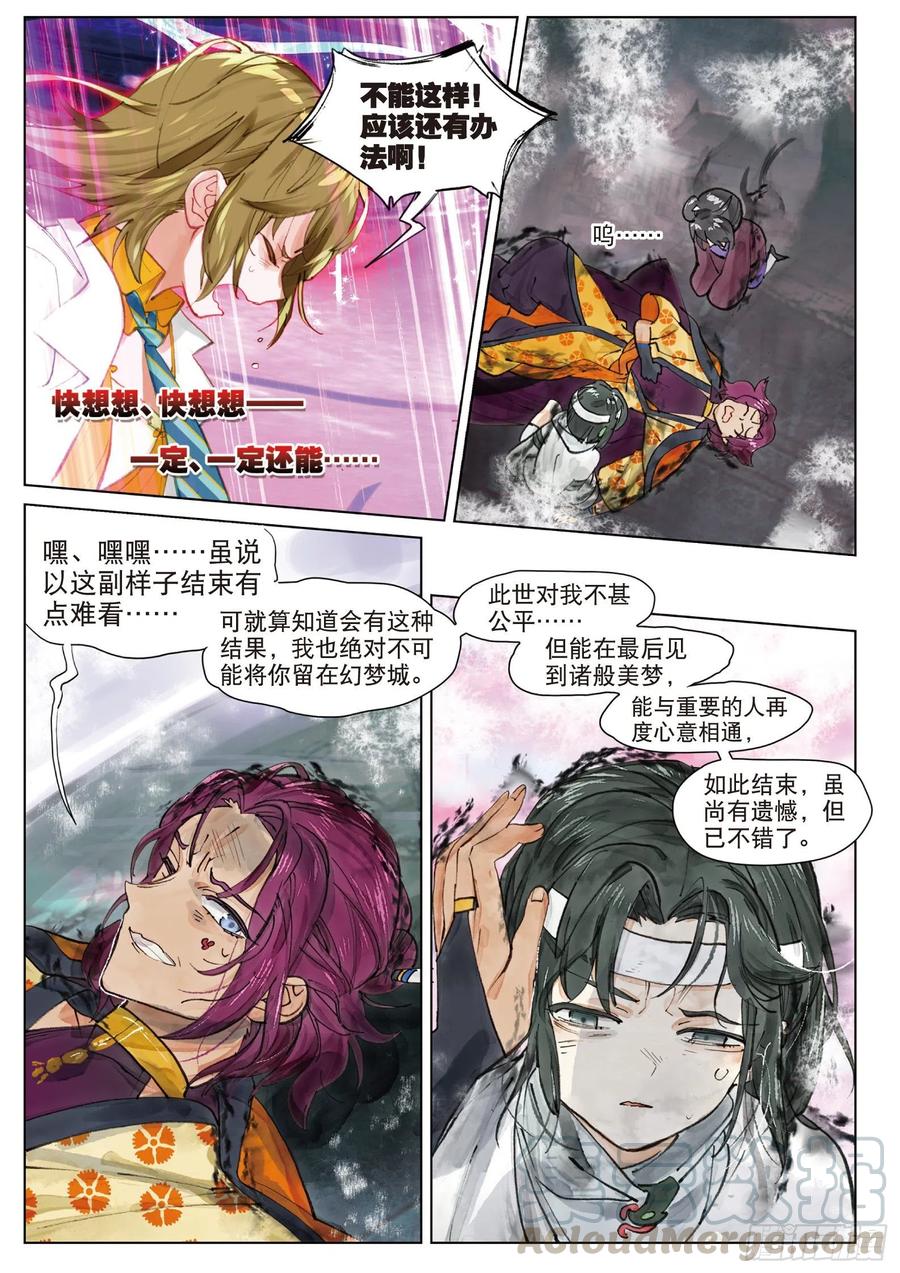 不能这样！
应该还有办
法啊！
快想想、快想想——
一定、一定还能……
呜……
嘿、嘿嘿……虽说
以这副样子结束有
点难看……
可就算知道会有这种
结果，我也绝对不可
能将你留在幻梦城。
此世对我不甚
公平……
但能在最后见
到诸般美梦，
能与重要的人再
度心意相通，
如此结束，虽
尚有遗憾，但
已不错了。
AoloudMerge.com